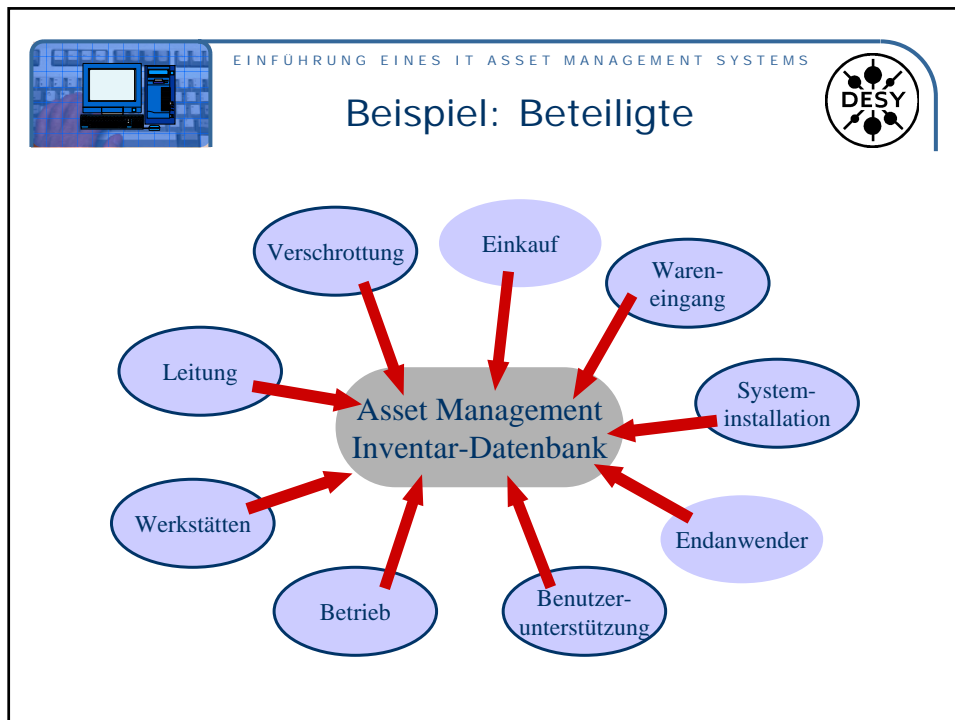 EINFÜHRUNG EINES IT ASSET MANAGEMENT SYSTEMS
Beispiel: Beteiligte
DESY
Verschrottung
Einkauf
Waren-
eingang
Leitung
System-
installation
Asset Management
Inventar-Datenbank
Werkstätten
Endanwender
Betrieb
Benutzer-
unterstützung